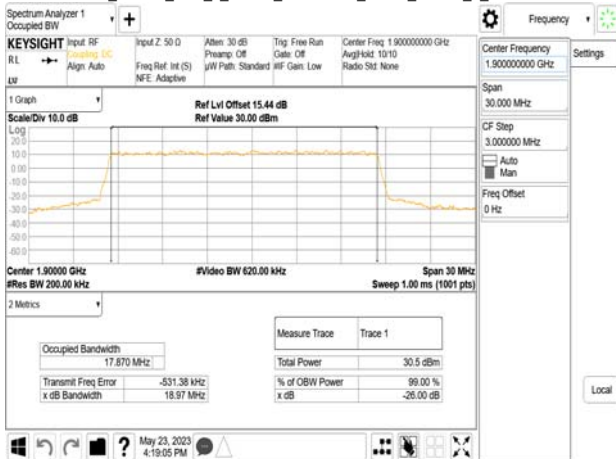 Spectrum Analyzer 1
Occupied BW
+
Frequency
KEYSIGHT
Input: RF
Coupling: DC
Align: Auto
RL
Input Z: 50 Ω
Freq Ref: Int (S)
NFE: Adaptive
Atten: 30 dB
Preamp: Off
µW Path: Standard
Trig: Free Run
Gate: Off
#IF Gain: Low
Center Freq: 1.900000000 GHz
Avg|Hold: 10/10
Radio Std: None
Center Frequency
1.900000000 GHz
Settings
Span
30.000 MHz
CF Step
3.000000 MHz
Auto
Man
Freq Offset
0 Hz
Local
1 Graph
Scale/Div 10.0 dB
Ref Lvl Offset 15.44 dB
Ref Value 30.00 dBm
Log
20.0
10.0
0.00
-10.0
-20.0
-30.0
-40.0
-50.0
-60.0
Center 1.90000 GHz
#Video BW 620.00 kHz
Span 30 MHz
#Res BW 200.00 kHz
Sweep 1.00 ms (1001 pts)
2 Metrics
Measure Trace
Trace 1
Occupied Bandwidth
17.870 MHz
Total Power
30.5 dBm
Transmit Freq Error
-531.38 kHz
% of OBW Power
99.00 %
x dB Bandwidth
18.97 MHz
x dB
-26.00 dB
?
May 23, 2023
4:19:05 PM